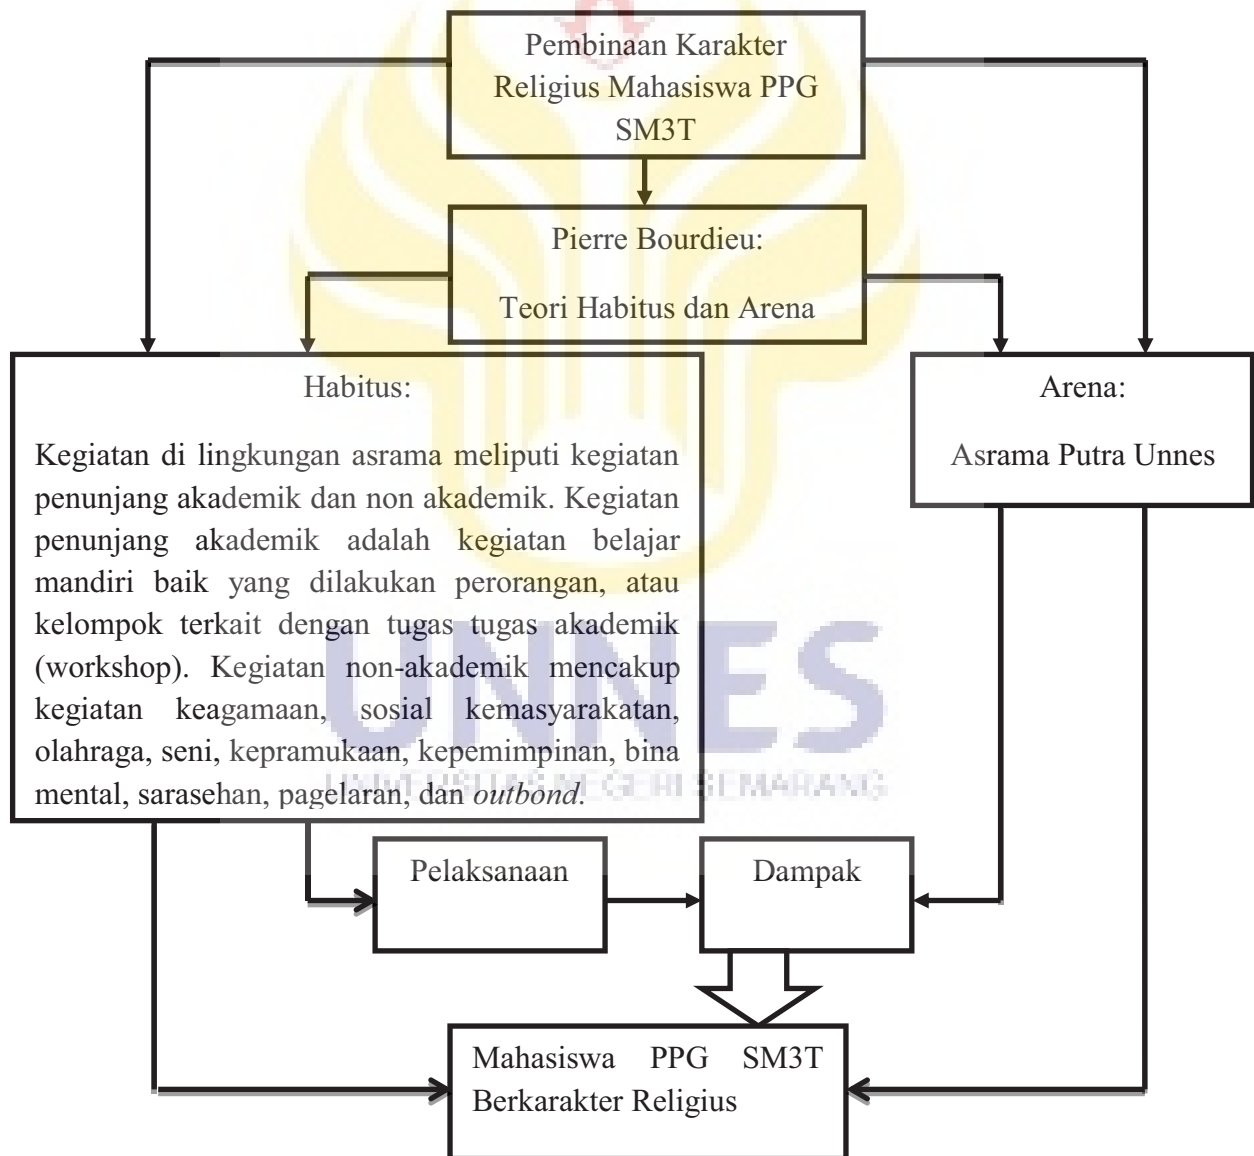 Pembinaan Karakter
Religius Mahasiswa PPG
SM3T
Pierre Bourdieu:
Teori Habitus dan Arena
Habitus:
Kegiatan di lingkungan asrama meliputi kegiatan
penunjang akademik dan non akademik. Kegiatan
penunjang akademik adalah kegiatan belajar
mandiri baik yang dilakukan perorangan, atau
kelompok terkait dengan tugas tugas akademik
(workshop). Kegiatan non-akademik mencakup
kegiatan keagamaan, sosial kemasyarakatan,
olahraga, seni, kepramukaan, kepemimpinan, bina
mental, sarasehan, pagelaran, dan outbond.
Arena:
Asrama Putra Unnes
UNNES
UNIVERSITAS NEGERI SEMARANG
Pelaksanaan
Dampak
Mahasiswa PPG SM3T
Berkarakter Religius